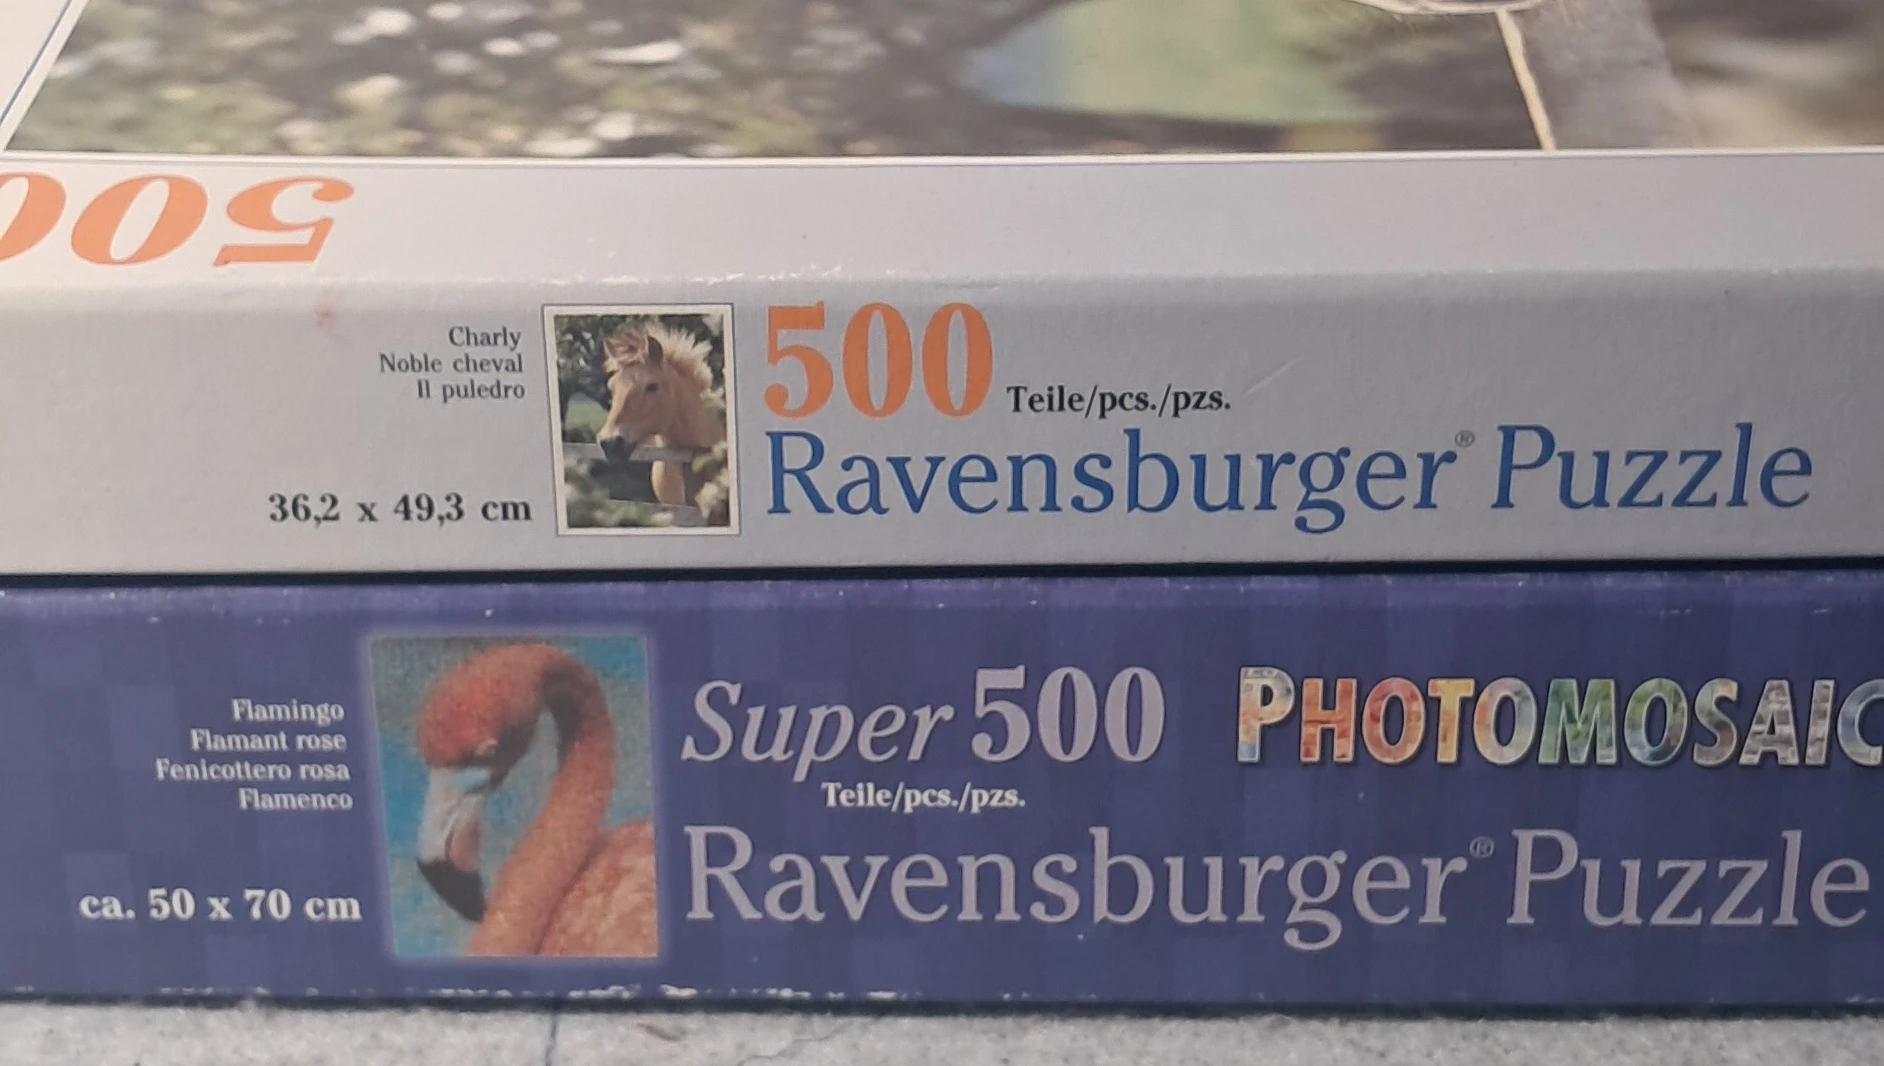 500
Charly
Noble cheval
Il puledro
36,2 x 49,3 cm
500 Teile/pcs./pzs.
Ravensburger® Puzzle
Flamingo
Flamant rose
Fenicottero rosa
Flamenco
ca. 50 x 70 cm
Super 500 PHOTOMOSAIC
Teile/pcs./pzs.
Ravensburger® Puzzle